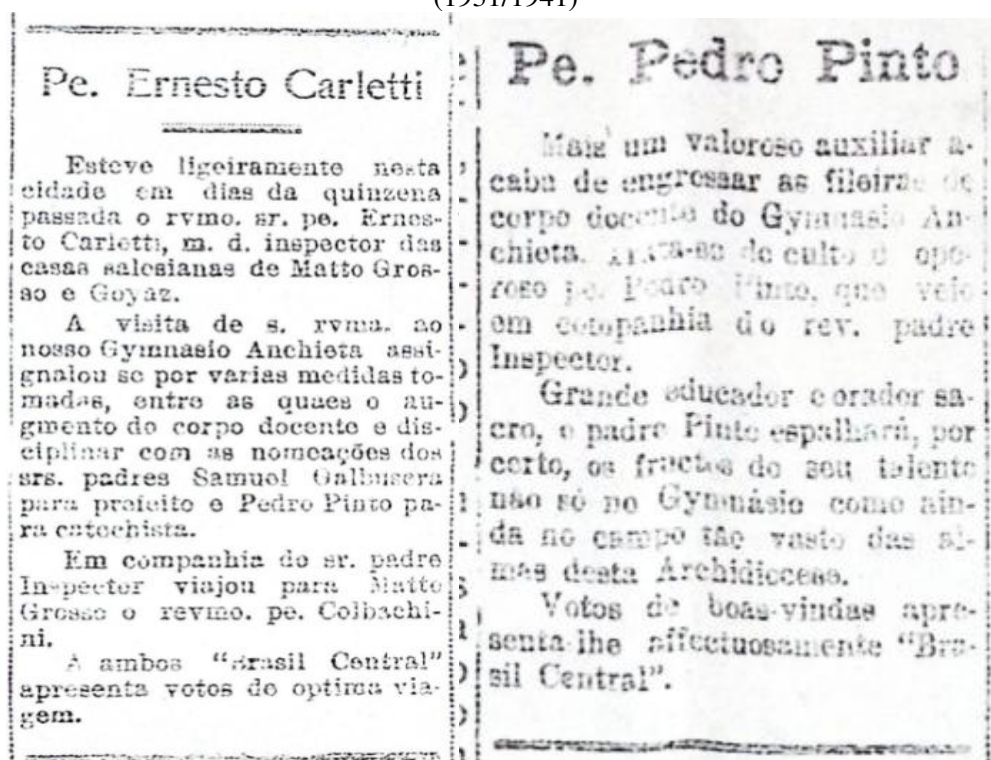 (1931/1941)
Pe. Ernesto Carletti
Esteve ligeiramente nesta
cidade em dias da quinzena
passada o rvmo. sr. pe. Ernes-
to Carletti, m. d. inspector das
casas salesianas de Matto Gros-
so e Goyaz.
A visita de s. rvma. ao
nosso Gymnasio Anchieta assi-
gnalou se por varias medidas to-
madas, entre as quaes o au-
gmento do corpo docente e dis-
ciplinar com as nomeações dos
srs. padres Samuel Galbusera
para prefeito e Pedro Pinto pa-
ra catechista.
Em companhia do sr. padre
Inspector viajou para Matto
Grosso o revmo. pe. Colbachi-
ni.
A ambos "Brasil Central"
apresenta votos de optima via-
gem.
Pe. Pedro Pinto
Mais um valoroso auxiliar a-
caba de engrossar as fileiras de
corpo docente do Gymnasio An-
chieta. Trata-se do culto e ope-
roso pe. Pedro Pinto, que veio
em companhia do rev. padre
Inspector.
Grande educador e orador sa-
cro, o padre Pinto espalhará, por
certo, os fructos do seu talento
não só no Gymnásio como ain-
da no campo tão vasto das al-
mas desta Archidiocese.
Votos de boas-vindas apre-
senta-lhe affectuosamente "Bra-
sil Central".